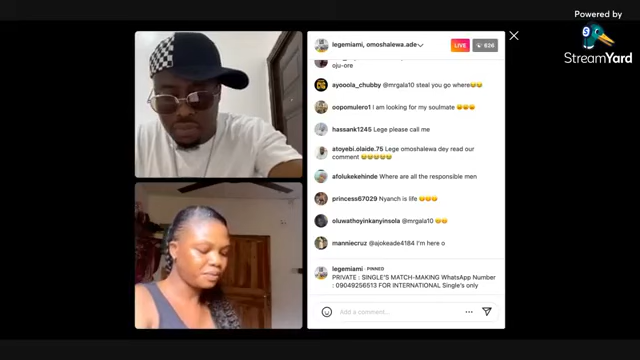 Powered by
StreamYard
legemiami, omoshalewa.ade
LIVE
626
oju-ore
ayooola_chubby @mrgala10 steal you go where😂😂
oopomulero1 I am looking for my soulmate 😍😍😍
hassank1245 Lege please call me
atoyebi.olaide.75 Lege omoshalewa dey read our
comment 😂😂😂😂
afolukekehinde Where are all the responsible men
princess67029 Nyanch is life 😍😍😍
oluwathoyinkanyinsola @mrgala10
manniecruz @ajokeade4184 I'm here o
legemiami · PINNED
PRIVATE : SINGLE'S MATCH-MAKING WhatsApp Number
: 09049256513 FOR INTERNATIONAL Single's only
Add a comment...